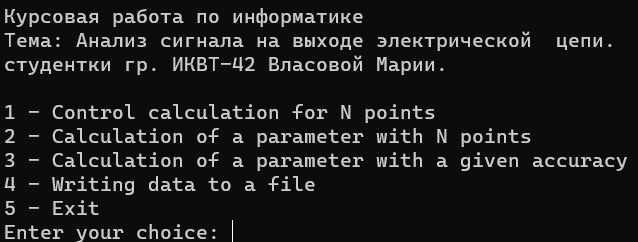 Курсовая работа по информатике
Тема: Анализ сигнала на выходе электрической  цепи.
студентки гр. ИКВТ-42 Власовой Марии.

1 - Control calculation for N points
2 - Calculation of a parameter with N points
3 - Calculation of a parameter with a given accuracy
4 - Writing data to a file
5 - Exit
Enter your choice: